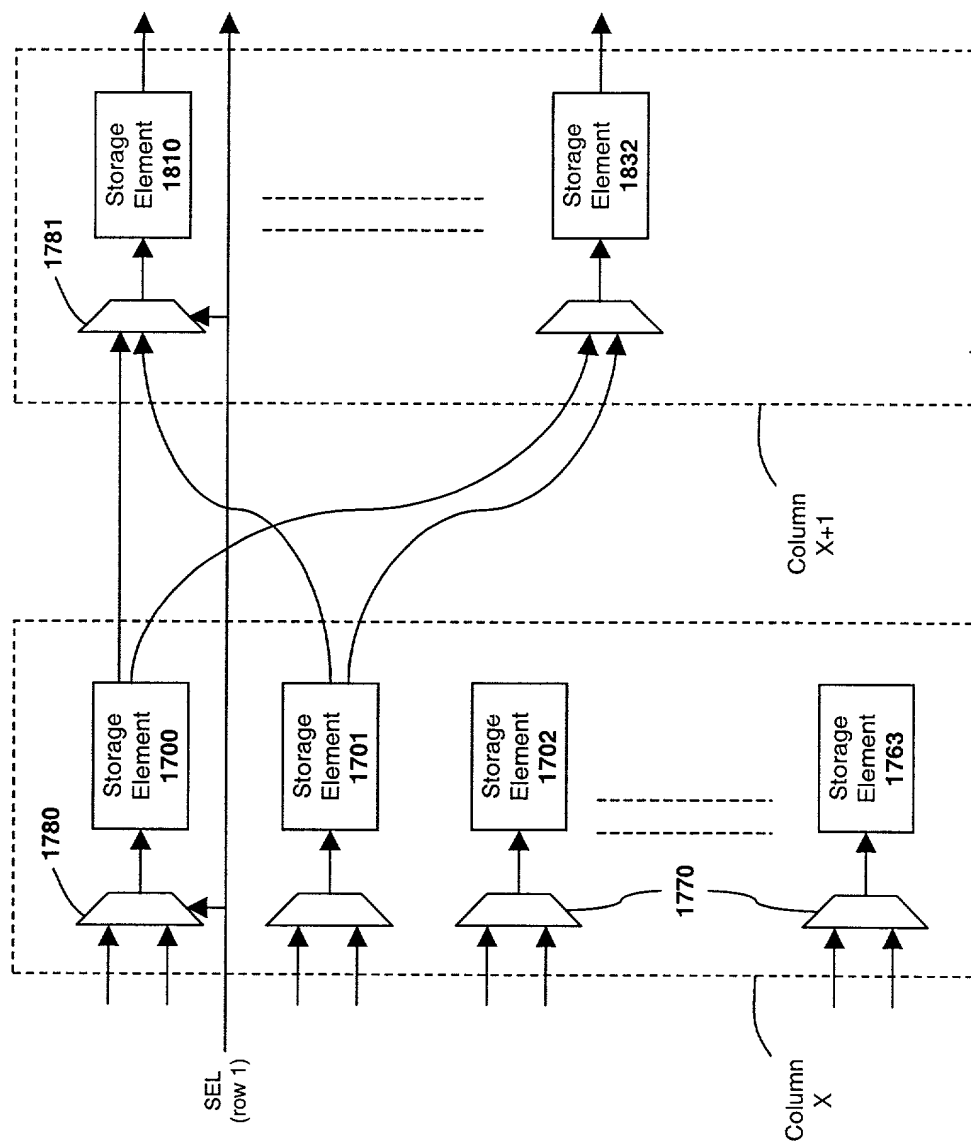 1780
Storage
Element
1700
SEL
(row 1)
Storage
Element
1701
Storage
Element
1702
1770
Storage
Element
1763
Column
X
1781
Storage
Element
1810
Storage
Element
1832
Column
X+1